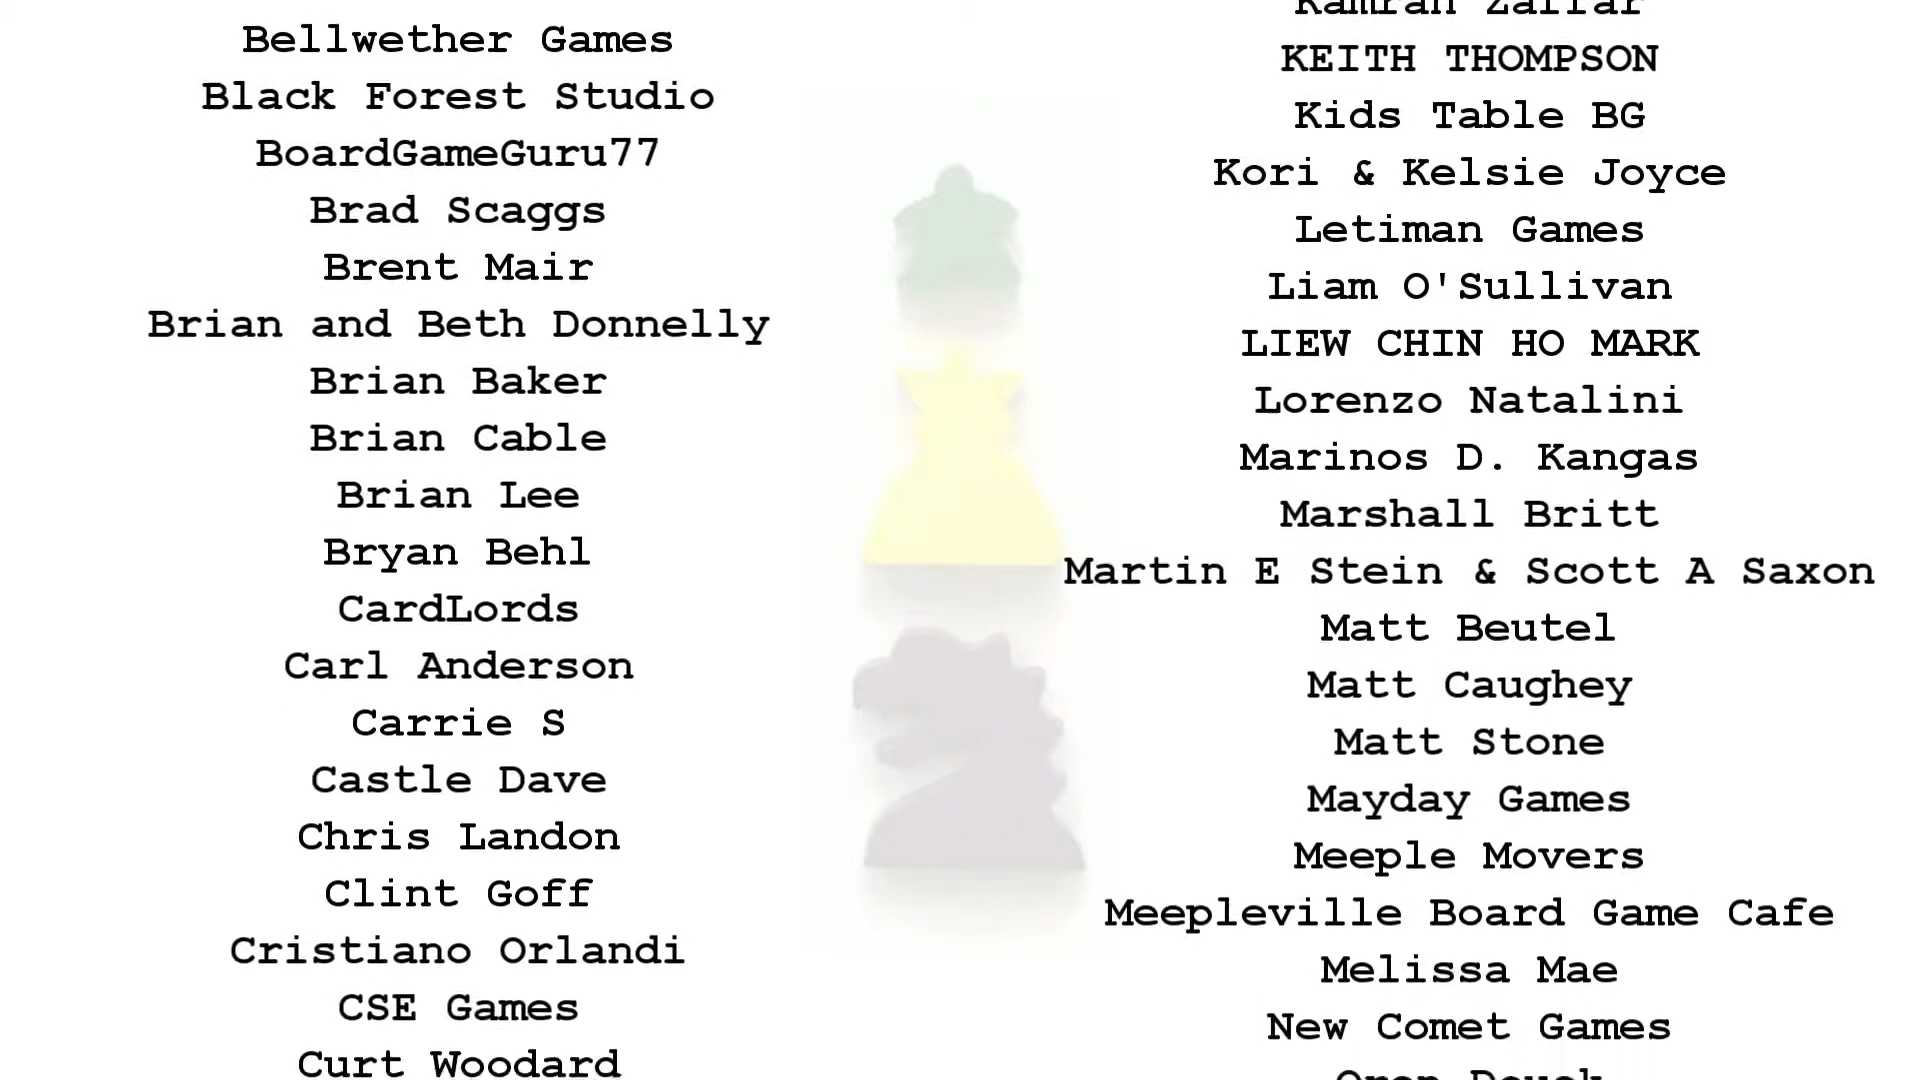 Bellwether Games
Black Forest Studio
BoardGameGuru77
Brad Scaggs
Brent Mair
Brian and Beth Donnelly
Brian Baker
Brian Cable
Brian Lee
Bryan Behl
CardLords
Carl Anderson
Carrie S
Castle Dave
Chris Landon
Clint Goff
Cristiano Orlandi
CSE Games
Curt Woodard
Kamran Zaffar
KEITH THOMPSON
Kids Table BG
Kori & Kelsie Joyce
Letiman Games
Liam O'Sullivan
LIEW CHIN HO MARK
Lorenzo Natalini
Marinos D. Kangas
Marshall Britt
Martin E Stein & Scott A Saxon
Matt Beutel
Matt Caughey
Matt Stone
Mayday Games
Meeple Movers
Meepleville Board Game Cafe
Melissa Mae
New Comet Games